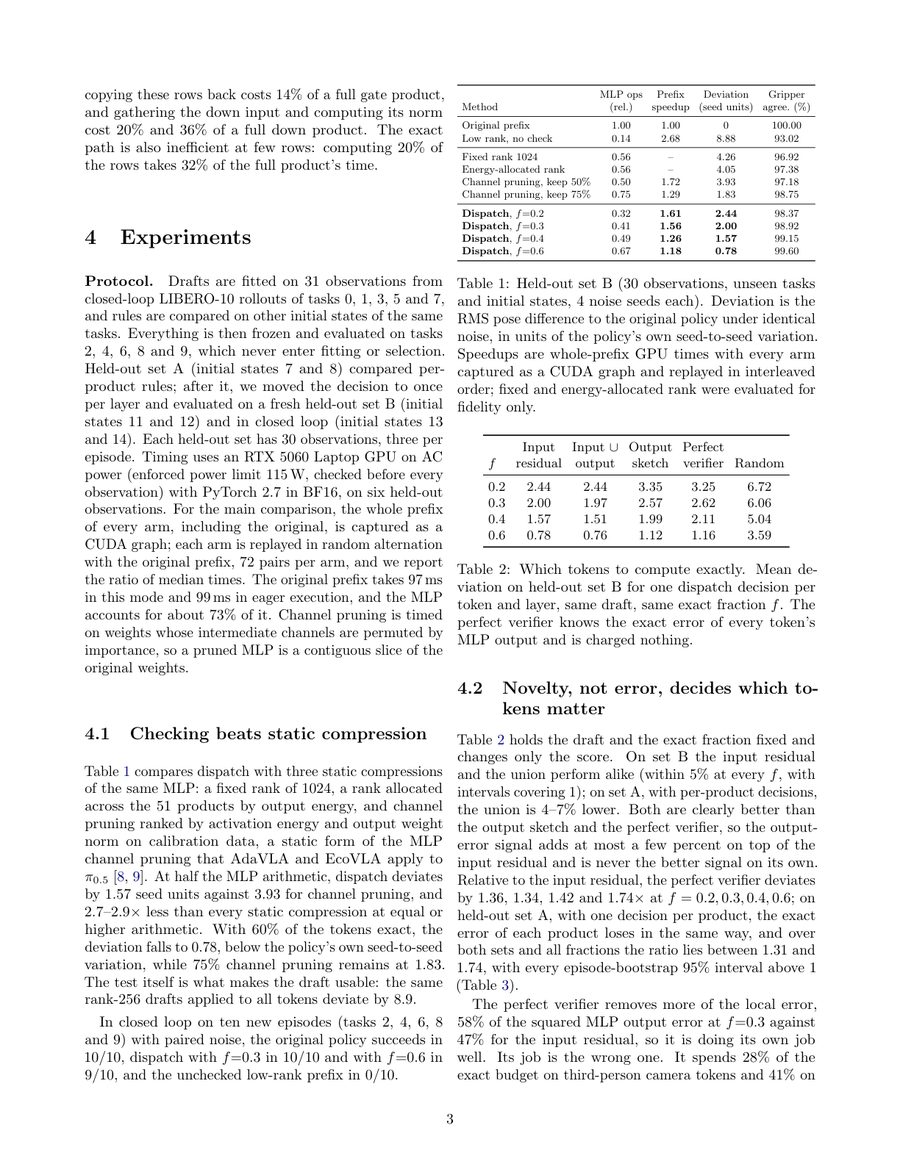 copying these rows back costs 14% of a full gate product,
and gathering the down input and computing its norm
cost 20% and 36% of a full down product. The exact
path is also inefficient at few rows: computing 20% of
the rows takes 32% of the full product's time.
4 Experiments
Protocol. Drafts are fitted on 31 observations from
closed-loop LIBERO-10 rollouts of tasks 0, 1, 3, 5 and 7,
and rules are compared on other initial states of the same
tasks. Everything is then frozen and evaluated on tasks
2, 4, 6, 8 and 9, which never enter fitting or selection.
Held-out set A (initial states 7 and 8) compared per-
product rules; after it, we moved the decision to once
per layer and evaluated on a fresh held-out set B (initial
states 11 and 12) and in closed loop (initial states 13
and 14). Each held-out set has 30 observations, three per
episode. Timing uses an RTX 5060 Laptop GPU on AC
power (enforced power limit 115 W, checked before every
observation) with PyTorch 2.7 in BF16, on six held-out
observations. For the main comparison, the whole prefix
of every arm, including the original, is captured as a
CUDA graph; each arm is replayed in random alternation
with the original prefix, 72 pairs per arm, and we report
the ratio of median times. The original prefix takes 97 ms
in this mode and 99 ms in eager execution, and the MLP
accounts for about 73% of it. Channel pruning is timed
on weights whose intermediate channels are permuted by
importance, so a pruned MLP is a contiguous slice of the
original weights.
4.1 Checking beats static compression
Table 1 compares dispatch with three static compressions
of the same MLP: a fixed rank of 1024, a rank allocated
across the 51 products by output energy, and channel
pruning ranked by activation energy and output weight
norm on calibration data, a static form of the MLP
channel pruning that AdaVLA and EcoVLA apply to
π0.5 [8, 9]. At half the MLP arithmetic, dispatch deviates
by 1.57 seed units against 3.93 for channel pruning, and
2.7–2.9× less than every static compression at equal or
higher arithmetic. With 60% of the tokens exact, the
deviation falls to 0.78, below the policy's own seed-to-seed
variation, while 75% channel pruning remains at 1.83.
The test itself is what makes the draft usable: the same
rank-256 drafts applied to all tokens deviate by 8.9.
In closed loop on ten new episodes (tasks 2, 4, 6, 8
and 9) with paired noise, the original policy succeeds in
10/10, dispatch with f=0.3 in 10/10 and with f=0.6 in
9/10, and the unchecked low-rank prefix in 0/10.
MLP ops Prefix Deviation Gripper
Method (rel.) speedup (seed units) agree. (%)
Original prefix 1.00 1.00 0 100.00
Low rank, no check 0.14 2.68 8.88 93.02
Fixed rank 1024 0.56 – 4.26 96.92
Energy-allocated rank 0.56 – 4.05 97.38
Channel pruning, keep 50% 0.50 1.72 3.93 97.18
Channel pruning, keep 75% 0.75 1.29 1.83 98.75
Dispatch, f=0.2 0.32 1.61 2.44 98.37
Dispatch, f=0.3 0.41 1.56 2.00 98.92
Dispatch, f=0.4 0.49 1.26 1.57 99.15
Dispatch, f=0.6 0.67 1.18 0.78 99.60
Table 1: Held-out set B (30 observations, unseen tasks
and initial states, 4 noise seeds each). Deviation is the
RMS pose difference to the original policy under identical
noise, in units of the policy's own seed-to-seed variation.
Speedups are whole-prefix GPU times with every arm
captured as a CUDA graph and replayed in interleaved
order; fixed and energy-allocated rank were evaluated for
fidelity only.
Input Input ∪ Output Perfect
f residual output sketch verifier Random
0.2 2.44 2.44 3.35 3.25 6.72
0.3 2.00 1.97 2.57 2.62 6.06
0.4 1.57 1.51 1.99 2.11 5.04
0.6 0.78 0.76 1.12 1.16 3.59
Table 2: Which tokens to compute exactly. Mean de-
viation on held-out set B for one dispatch decision per
token and layer, same draft, same exact fraction f. The
perfect verifier knows the exact error of every token's
MLP output and is charged nothing.
4.2 Novelty, not error, decides which to-
kens matter
Table 2 holds the draft and the exact fraction fixed and
changes only the score. On set B the input residual
and the union perform alike (within 5% at every f, with
intervals covering 1); on set A, with per-product decisions,
the union is 4–7% lower. Both are clearly better than
the output sketch and the perfect verifier, so the output-
error signal adds at most a few percent on top of the
input residual and is never the better signal on its own.
Relative to the input residual, the perfect verifier deviates
by 1.36, 1.34, 1.42 and 1.74× at f = 0.2, 0.3, 0.4, 0.6; on
held-out set A, with one decision per product, the exact
error of each product loses in the same way, and over
both sets and all fractions the ratio lies between 1.31 and
1.74, with every episode-bootstrap 95% interval above 1
(Table 3).
The perfect verifier removes more of the local error,
58% of the squared MLP output error at f=0.3 against
47% for the input residual, so it is doing its own job
well. Its job is the wrong one. It spends 28% of the
exact budget on third-person camera tokens and 41% on
3